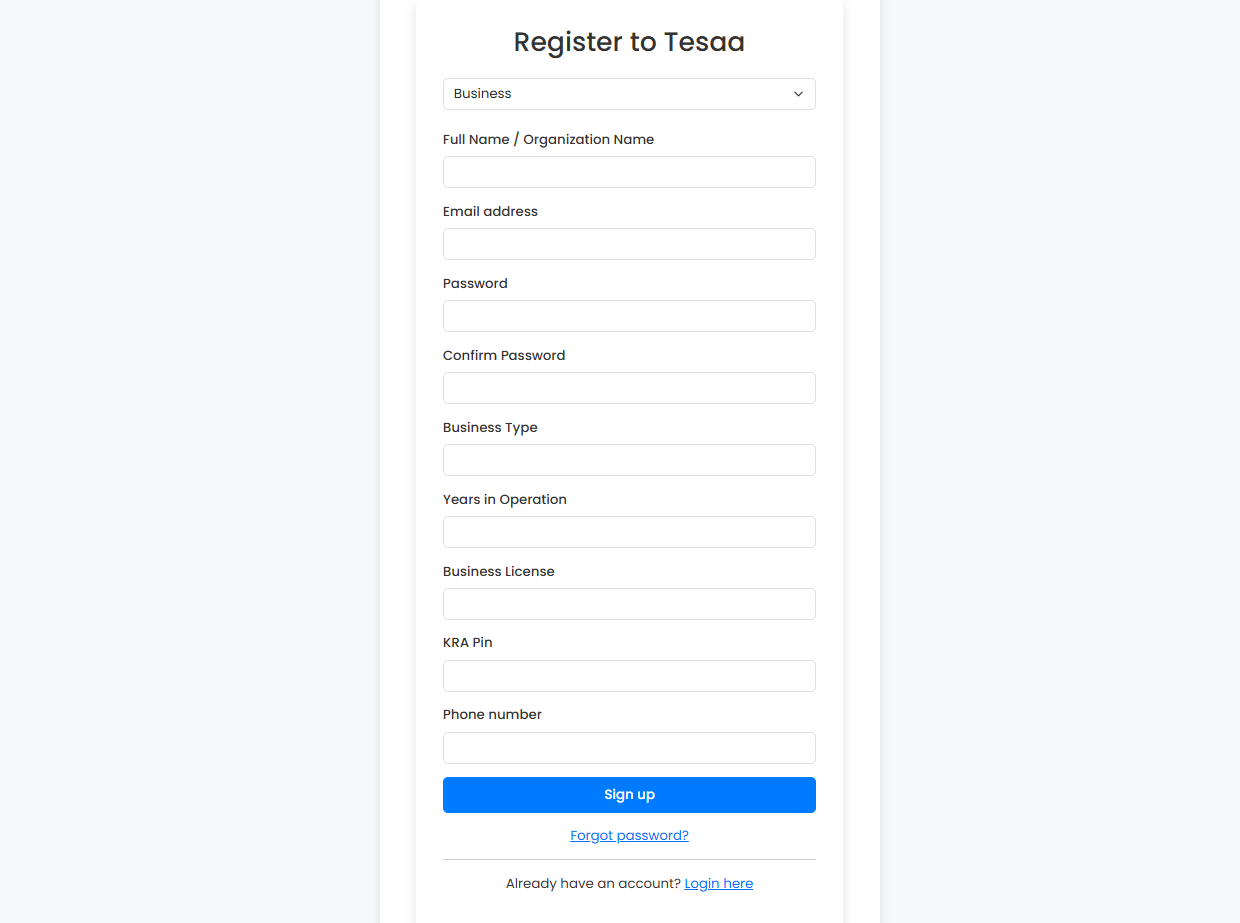 Register to Tesaa
Business
Full Name / Organization Name
Email address
Password
Confirm Password
Business Type
Years in Operation
Business License
KRA Pin
Phone number
Sign up
Forgot password?
Already have an account? Login here